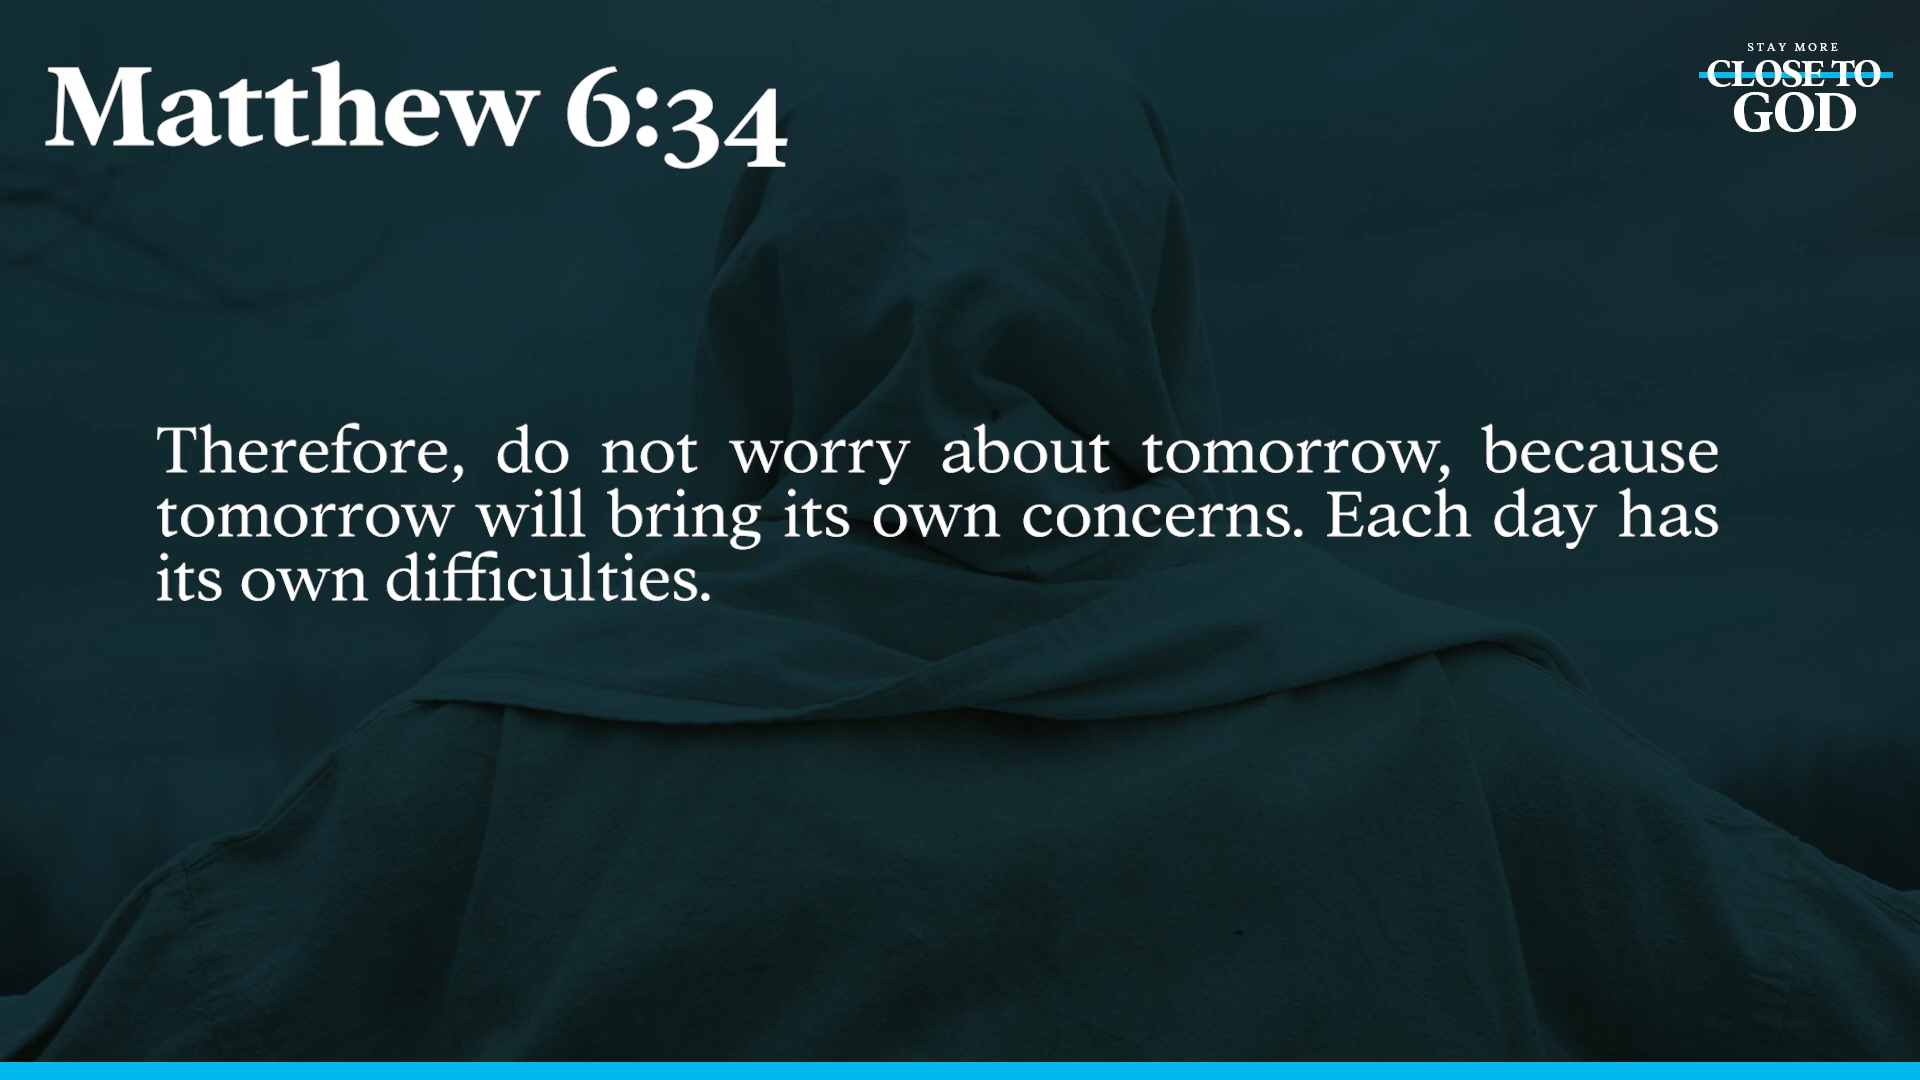 Matthew 6:34
STAY MORE
CLOSE TO
GOD
Therefore, do not worry about tomorrow, because
tomorrow will bring its own concerns. Each day has
its own difficulties.